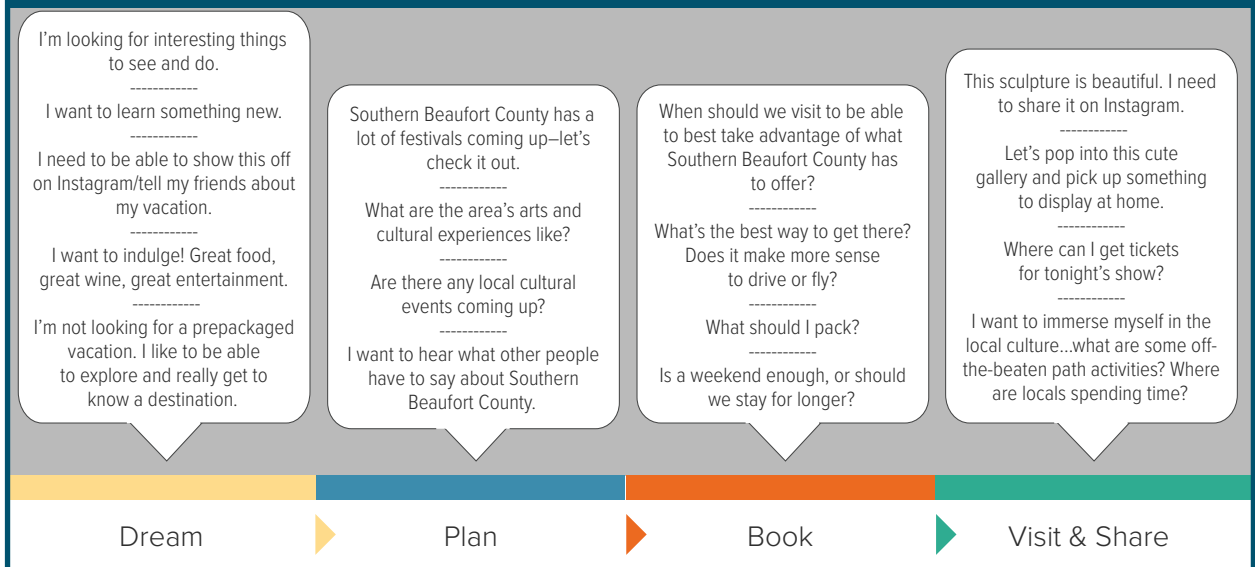 I’m looking for interesting things
to see and do.
------------
I want to learn something new.
------------
I need to be able to show this off
on Instagram/tell my friends about
my vacation.
------------
I want to indulge! Great food,
great wine, great entertainment.
------------
I’m not looking for a prepackaged
vacation. I like to be able
to explore and really get to
know a destination.
Southern Beaufort County has a
lot of festivals coming up–let’s
check it out.
------------
What are the area’s arts and
cultural experiences like?
------------
Are there any local cultural
events coming up?
------------
I want to hear what other people
have to say about Southern
Beaufort County.
When should we visit to be able
to best take advantage of what
Southern Beaufort County has
to offer?
------------
What’s the best way to get there?
Does it make more sense
to drive or fly?
------------
What should I pack?
------------
Is a weekend enough, or should
we stay for longer?
This sculpture is beautiful. I need
to share it on Instagram.
------------
Let’s pop into this cute
gallery and pick up something
to display at home.
------------
Where can I get tickets
for tonight’s show?
------------
I want to immerse myself in the
local culture...what are some off-
the-beaten path activities? Where
are locals spending time?
Dream
Plan
Book
Visit & Share